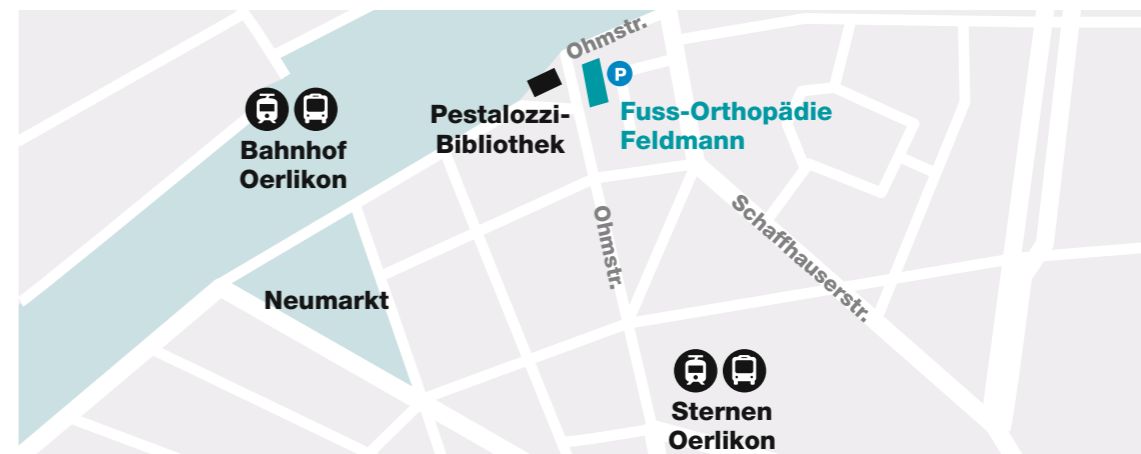 Ohmstr.
P
Pestalozzi-
Bibliothek
Fuss-Orthopädie
Feldmann
Bahnhof
Oerlikon
Ohmstr.
Schaffhauserstr.
Neumarkt
Sternen
Oerlikon